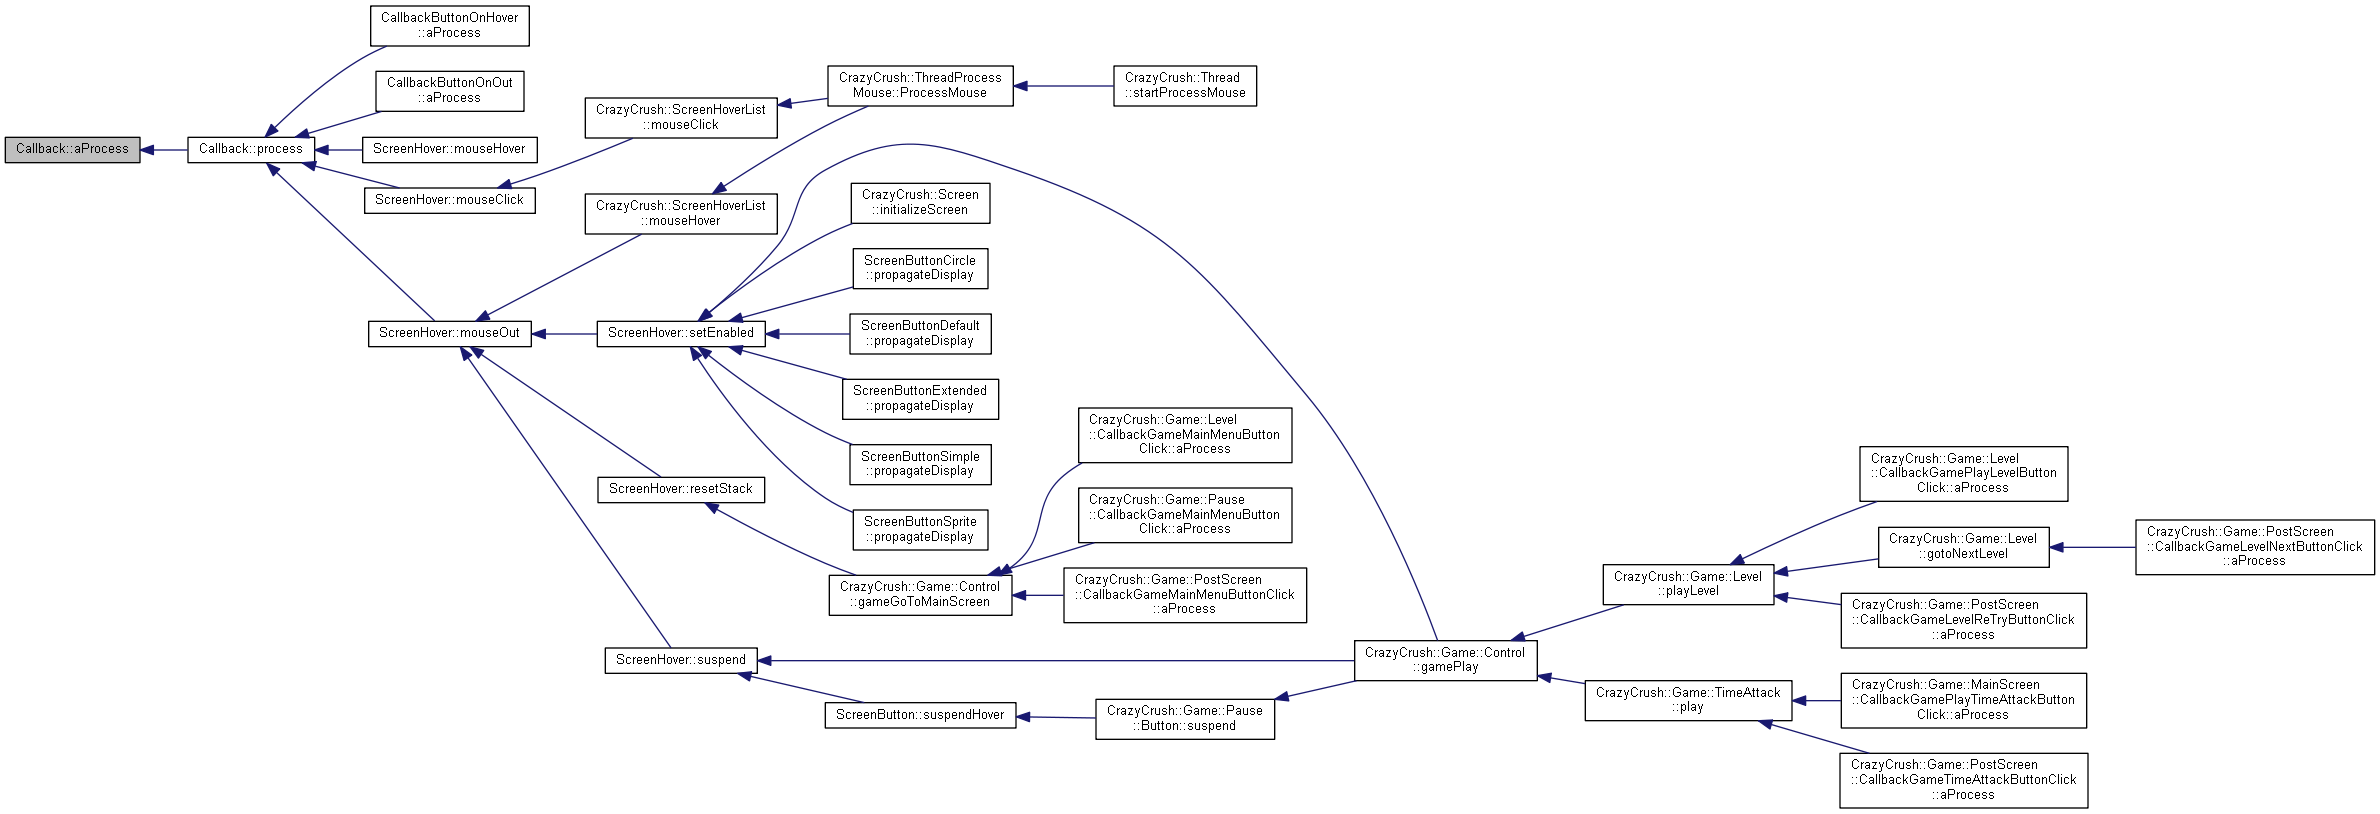 CallbackButtonOnHover
::aProcess
CallbackButtonOnOut
::aProcess
Callback::aProcess
Callback::process
ScreenHover::mouseHover
ScreenHover::mouseClick
ScreenHover::mouseOut
CrazyCrush::ScreenHoverList
::mouseClick
CrazyCrush::ScreenHoverList
::mouseHover
ScreenHover::setEnabled
ScreenHover::resetStack
ScreenHover::suspend
CrazyCrush::ThreadProcess
Mouse::ProcessMouse
CrazyCrush::Thread
::startProcessMouse
CrazyCrush::Screen
::initializeScreen
ScreenButtonCircle
::propagateDisplay
ScreenButtonDefault
::propagateDisplay
ScreenButtonExtended
::propagateDisplay
ScreenButtonSimple
::propagateDisplay
ScreenButtonSprite
::propagateDisplay
CrazyCrush::Game::Control
::gameGoToMainScreen
ScreenButton::suspendHover
CrazyCrush::Game::Level
::CallbackGameMainMenuButton
Click::aProcess
CrazyCrush::Game::Pause
::CallbackGameMainMenuButton
Click::aProcess
CrazyCrush::Game::PostScreen
::CallbackGameMainMenuButtonClick
::aProcess
CrazyCrush::Game::Pause
::Button::suspend
CrazyCrush::Game::Control
::gamePlay
CrazyCrush::Game::Level
::playLevel
CrazyCrush::Game::TimeAttack
::play
CrazyCrush::Game::Level
::CallbackGamePlayLevelButton
Click::aProcess
CrazyCrush::Game::Level
::gotoNextLevel
CrazyCrush::Game::PostScreen
::CallbackGameLevelNextButtonClick
::aProcess
CrazyCrush::Game::PostScreen
::CallbackGameLevelReTryButtonClick
::aProcess
CrazyCrush::Game::MainScreen
::CallbackGamePlayTimeAttackButton
Click::aProcess
CrazyCrush::Game::PostScreen
::CallbackGameTimeAttackButtonClick
::aProcess